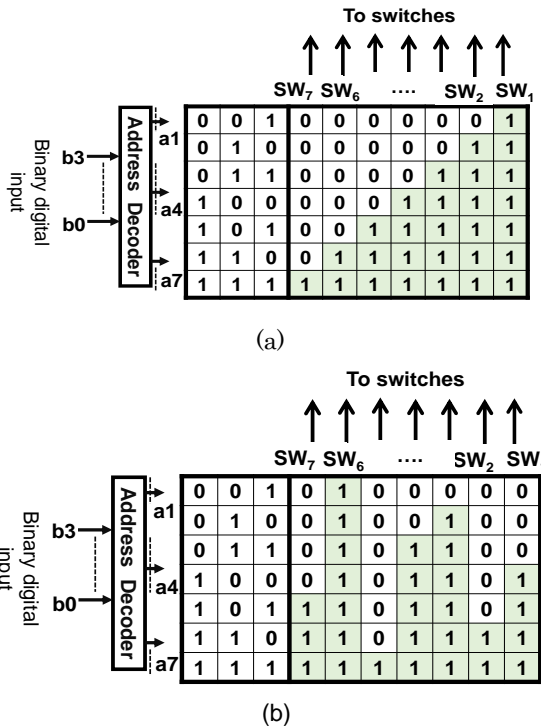 To switches
SW7 SW6 .... SW2 SW1
Binary digital input
b3
b0
Address Decoder
a1
a4
a7
0 0 1 0 0 0 0 0 0 1
0 1 0 0 0 0 0 0 1 1
0 1 1 0 0 0 0 1 1 1
1 0 0 0 0 0 1 1 1 1
1 0 1 0 0 1 1 1 1 1
1 1 0 0 1 1 1 1 1 1
1 1 1 1 1 1 1 1 1 1
(a)
To switches
SW7 SW6 .... SW2 SW
Binary digital input
b3
b0
Address Decoder
a1
a4
a7
0 0 1 0 1 0 0 0 0 0
0 1 0 0 1 0 0 1 0 0
0 1 1 0 1 0 1 1 0 0
1 0 0 0 1 0 1 1 0 1
1 0 1 1 1 0 1 1 0 1
1 1 0 1 1 0 1 1 1 1
1 1 1 1 1 1 1 1 1 1
(b)